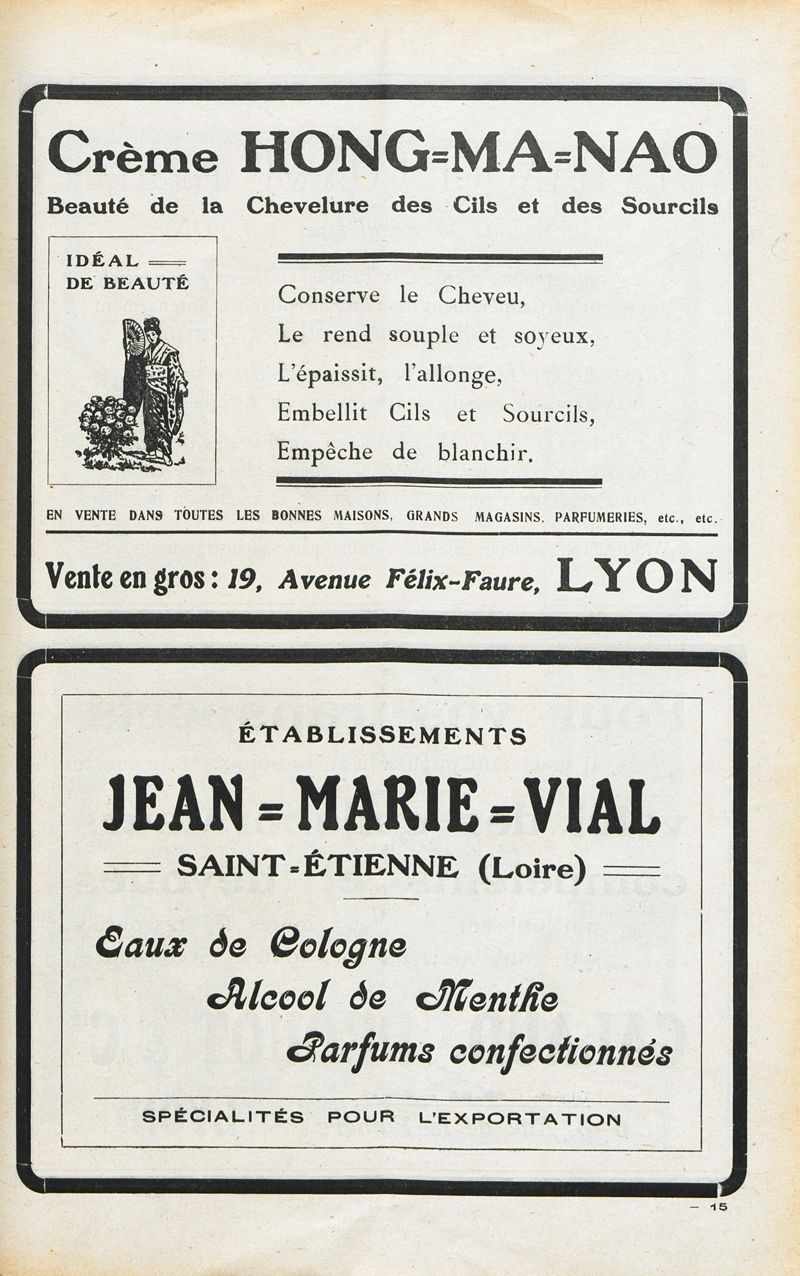 Crème HONG=MA=NAO
Beauté de la Chevelure des Cils et des Sourcils
IDÉAL
DE BEAUTÉ
Conserve le Cheveu,
Le rend souple et soyeux,
L'épaissit, l'allonge,
Embellit Cils et Sourcils,
Empêche de blanchir.
EN VENTE DANS TOUTES LES BONNES MAISONS, GRANDS MAGASINS, PARFUMERIES, etc., etc.
Vente en gros : 19, Avenue Félix-Faure, LYON
ÉTABLISSEMENTS
JEAN=MARIE=VIAL
SAINT=ÉTIENNE (Loire)
Eaux de Cologne
Alcool de Menthe
Parfums confectionnés
SPÉCIALITÉS POUR L'EXPORTATION
— 15